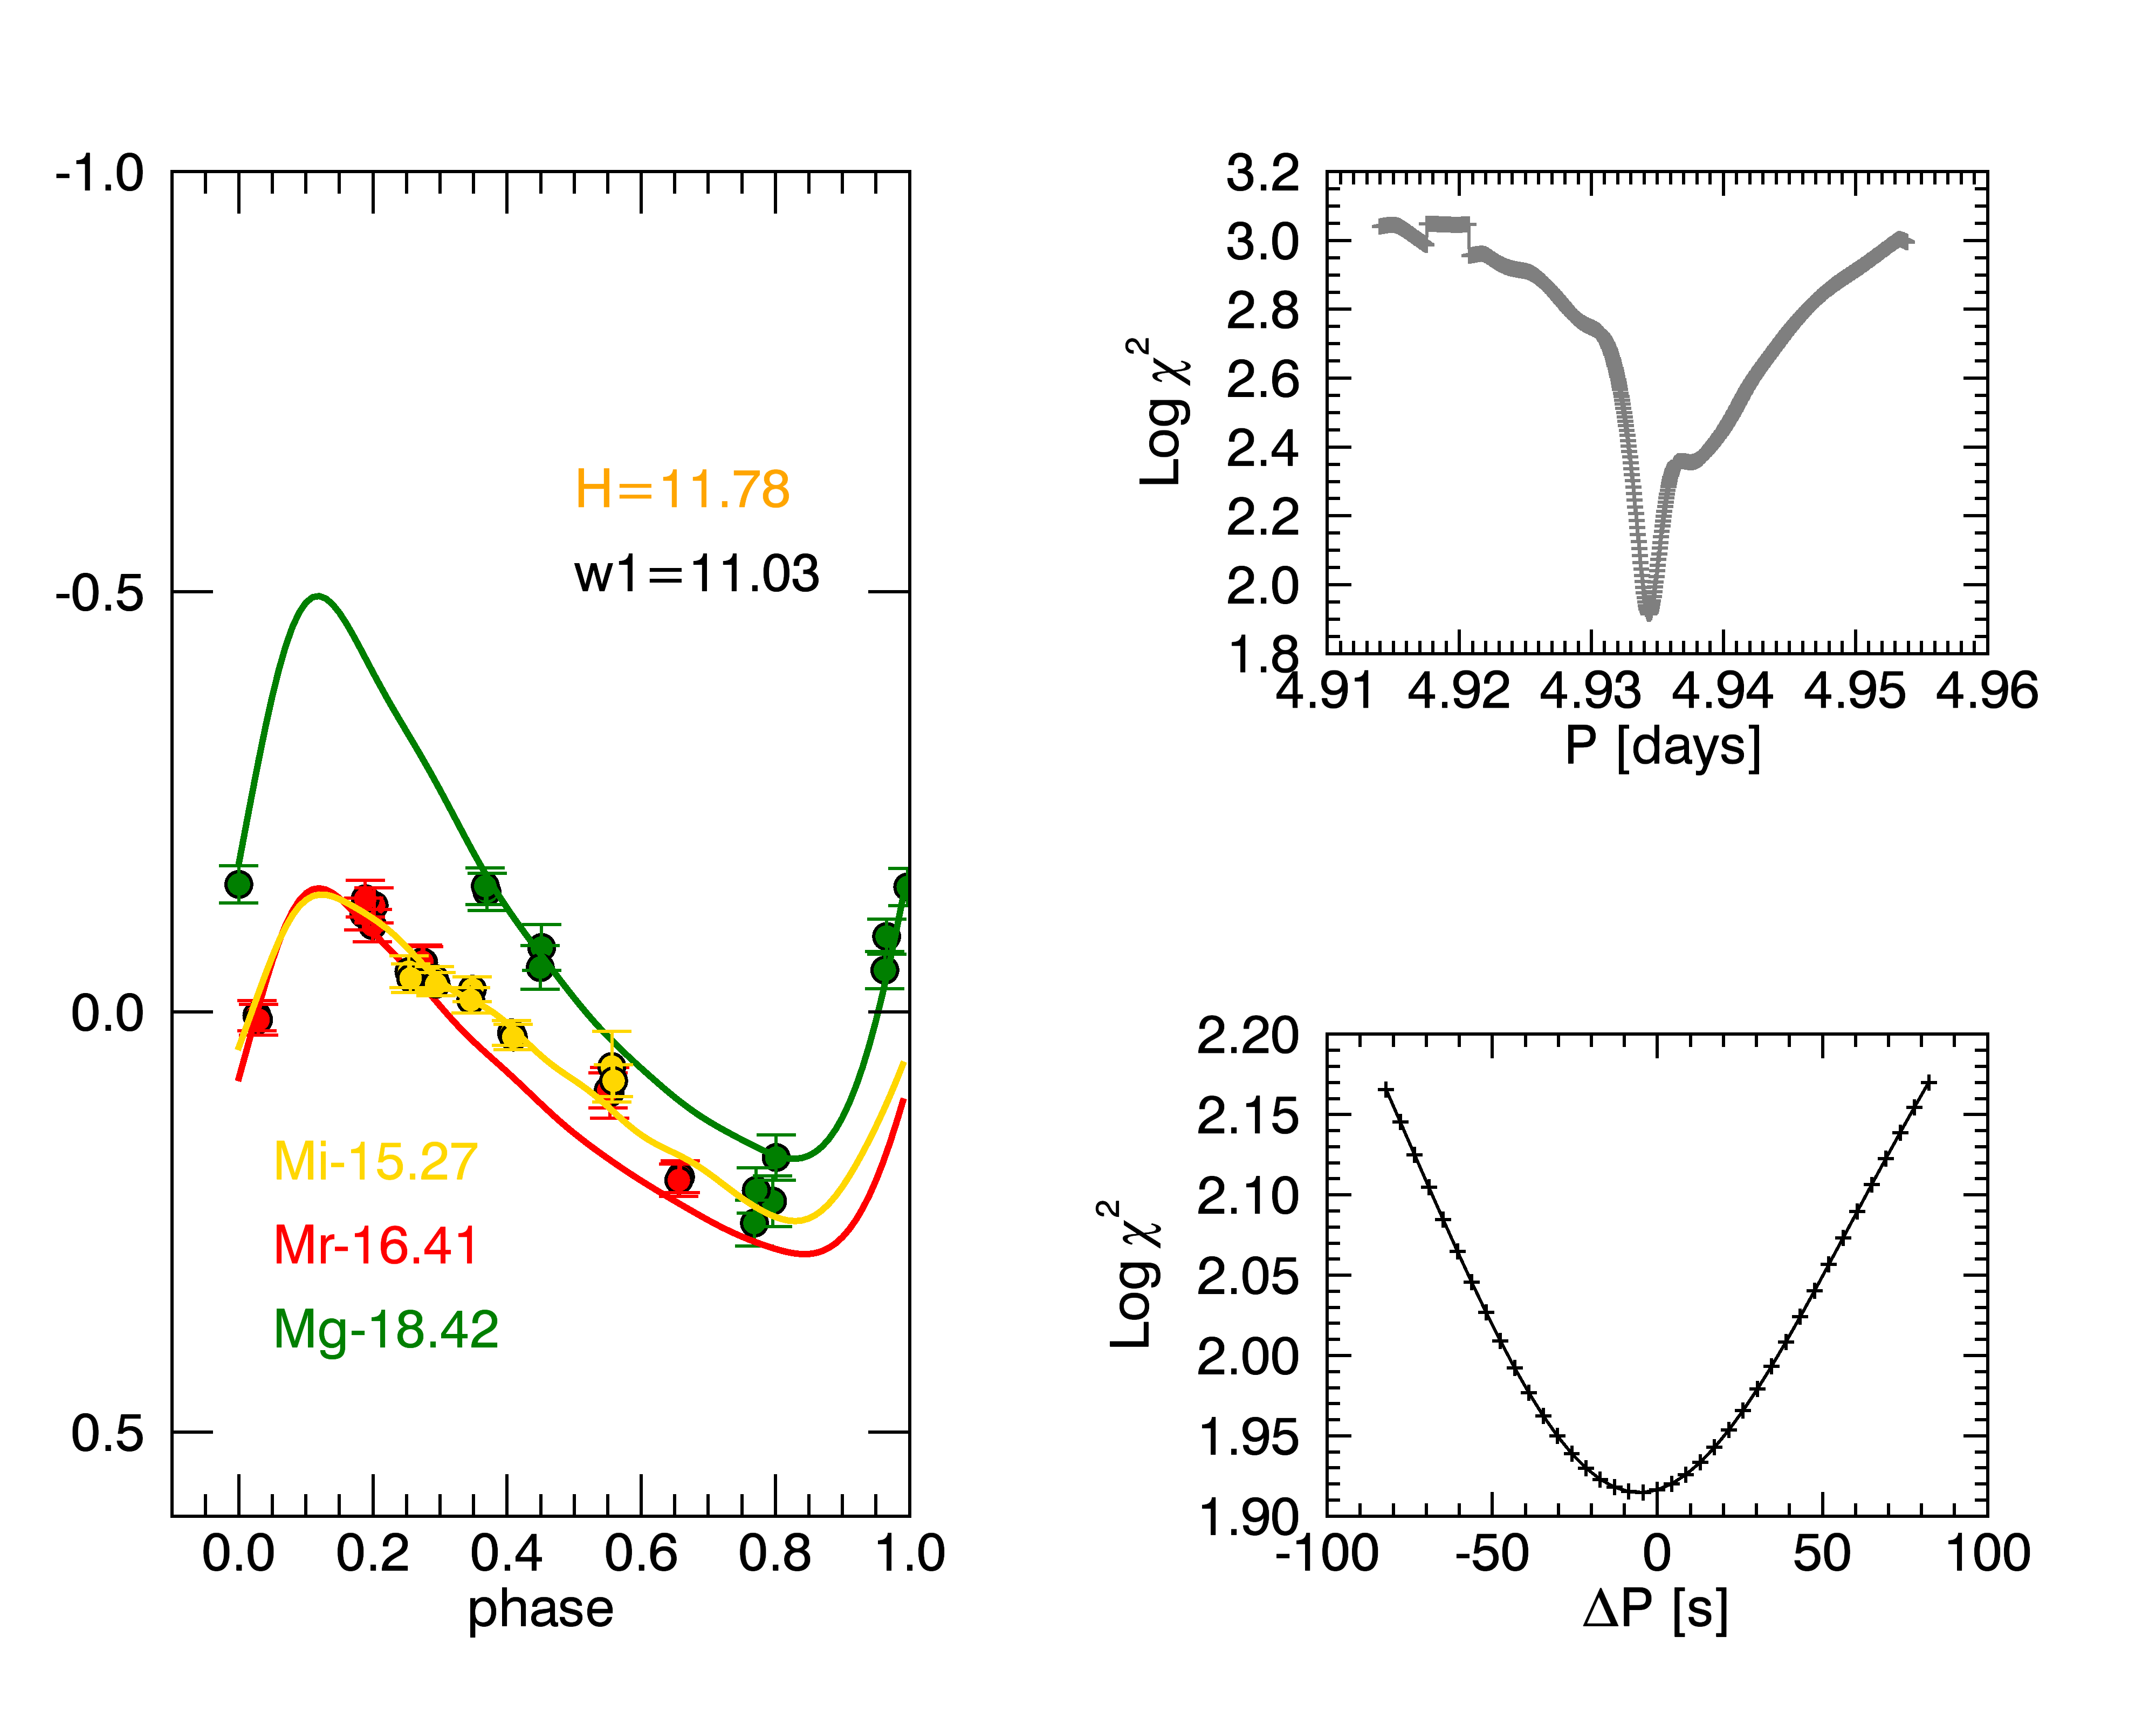 -1.0
-0.5
0.0
0.5
H=11.78
w1=11.03
Mi-15.27
Mr-16.41
Mg-18.42
0.0 0.2 0.4 0.6 0.8 1.0
phase
3.2
3.0
2.8
2.6
2.4
2.2
2.0
1.8
Log χ²
4.91 4.92 4.93 4.94 4.95 4.96
P [days]
2.20
2.15
2.10
2.05
2.00
1.95
1.90
Log χ²
-100 -50 0 50 100
ΔP [s]